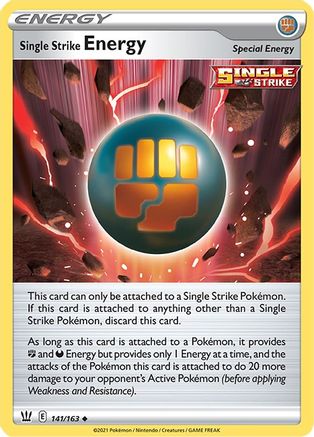 ENERGY
Single Strike Energy
Special Energy
SINGLE
STRIKE
This card can only be attached to a Single Strike Pokémon.
If this card is attached to anything other than a Single
Strike Pokémon, discard this card.
As long as this card is attached to a Pokémon, it provides
and Energy but provides only 1 Energy at a time, and the
attacks of the Pokémon this card is attached to do 20 more
damage to your opponent's Active Pokémon (before applying
Weakness and Resistance).
E 141/163
©2021 Pokémon / Nintendo / Creatures / GAME FREAK